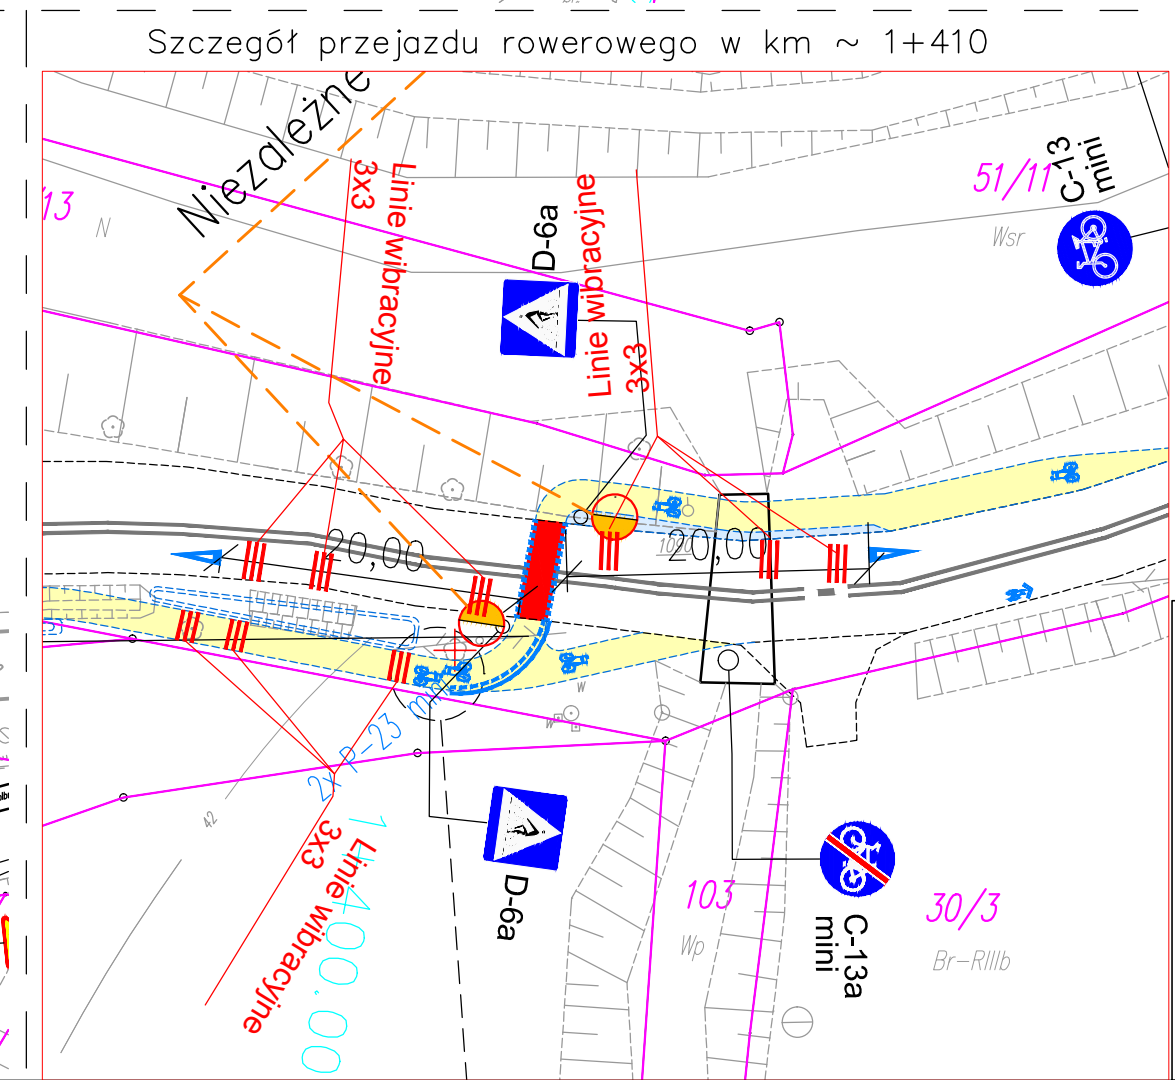 Szczegół przejazdu rowerowego w km ~ 1+410
Niezależne
/13
N
3x3
Linie wibracyjne
D-6a
Linie wibracyjne
3x3
51/11
Wsr
C-13
mini
20,00
20,00
2x P-23 mini
W
W
42
1+400.00
3x3
Linie wibracyjne
D-6a
103
Wp
C-13a
mini
30/3
Br-RIIIb